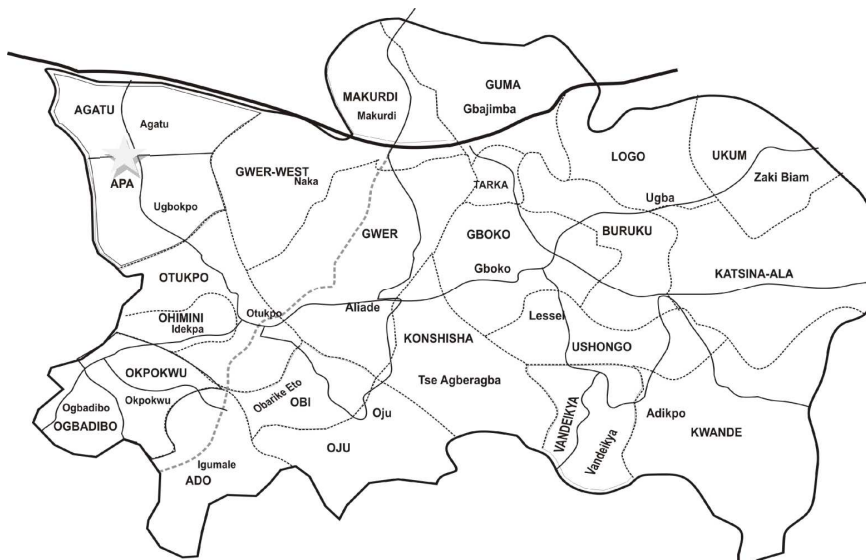 MAKURDI
Makurdi
GUMA
Gbajimba
AGATU
Agatu
APA
Ugbokpo
GWER-WEST
Naka
TARKA
LOGO
UKUM
Zaki Biam
Ugba
GWER
GBOKO
Gboko
BURUKU
KATSINA-ALA
OTUKPO
Otukpo
OHIMINI
Idekpa
Aliade
KONSHISHA
Tse Agberagba
Lessel
USHONGO
OKPOKWU
Okpokwu
Ogbadibo
OGBADIBO
Obarike Eto
OBI
Oju
OJU
Igumale
ADO
VANDEIKYA
Vandeikya
Adikpo
KWANDE